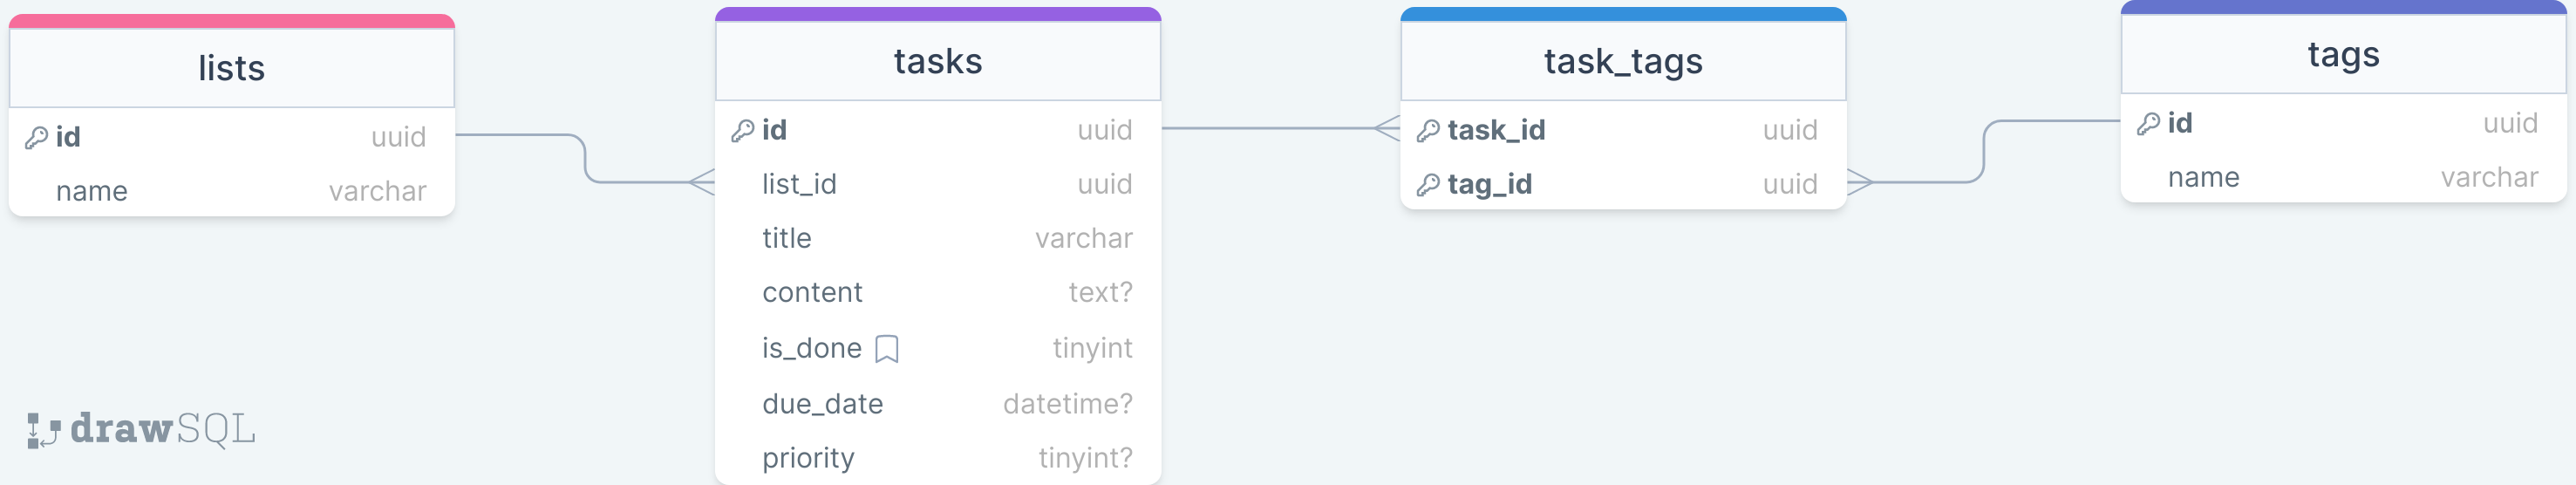 lists
id uuid
name varchar
tasks
id uuid
list_id uuid
title varchar
content text?
is_done tinyint
due_date datetime?
priority tinyint?
task_tags
task_id uuid
tag_id uuid
tags
id uuid
name varchar
drawSQL